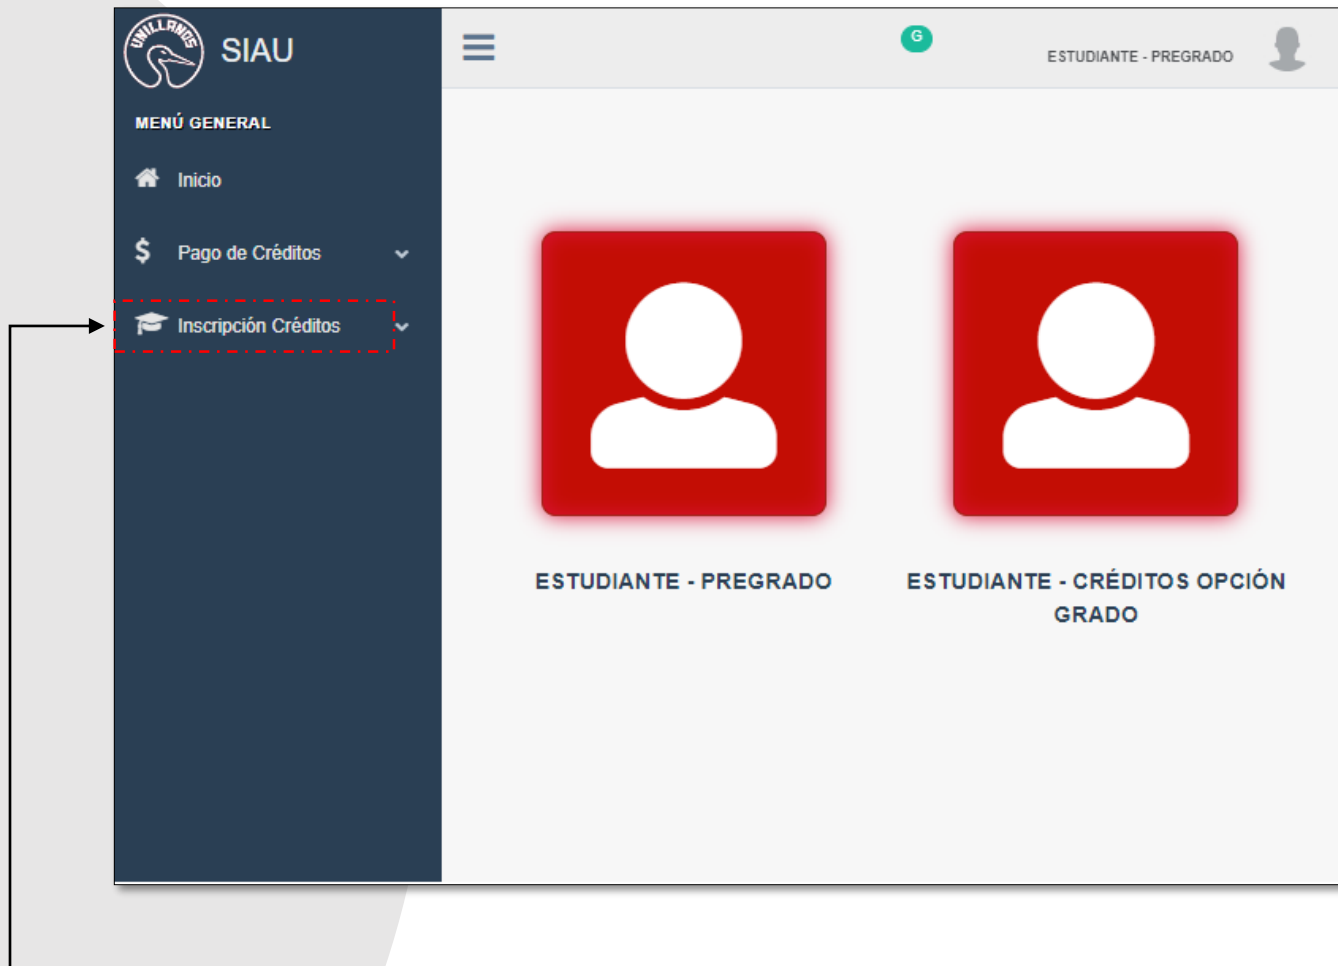 UNILLANOS
SIAU
G
ESTUDIANTE - PREGRADO
MENÚ GENERAL
Inicio
Pago de Créditos
Inscripción Créditos
ESTUDIANTE - PREGRADO
ESTUDIANTE - CRÉDITOS OPCIÓN
GRADO